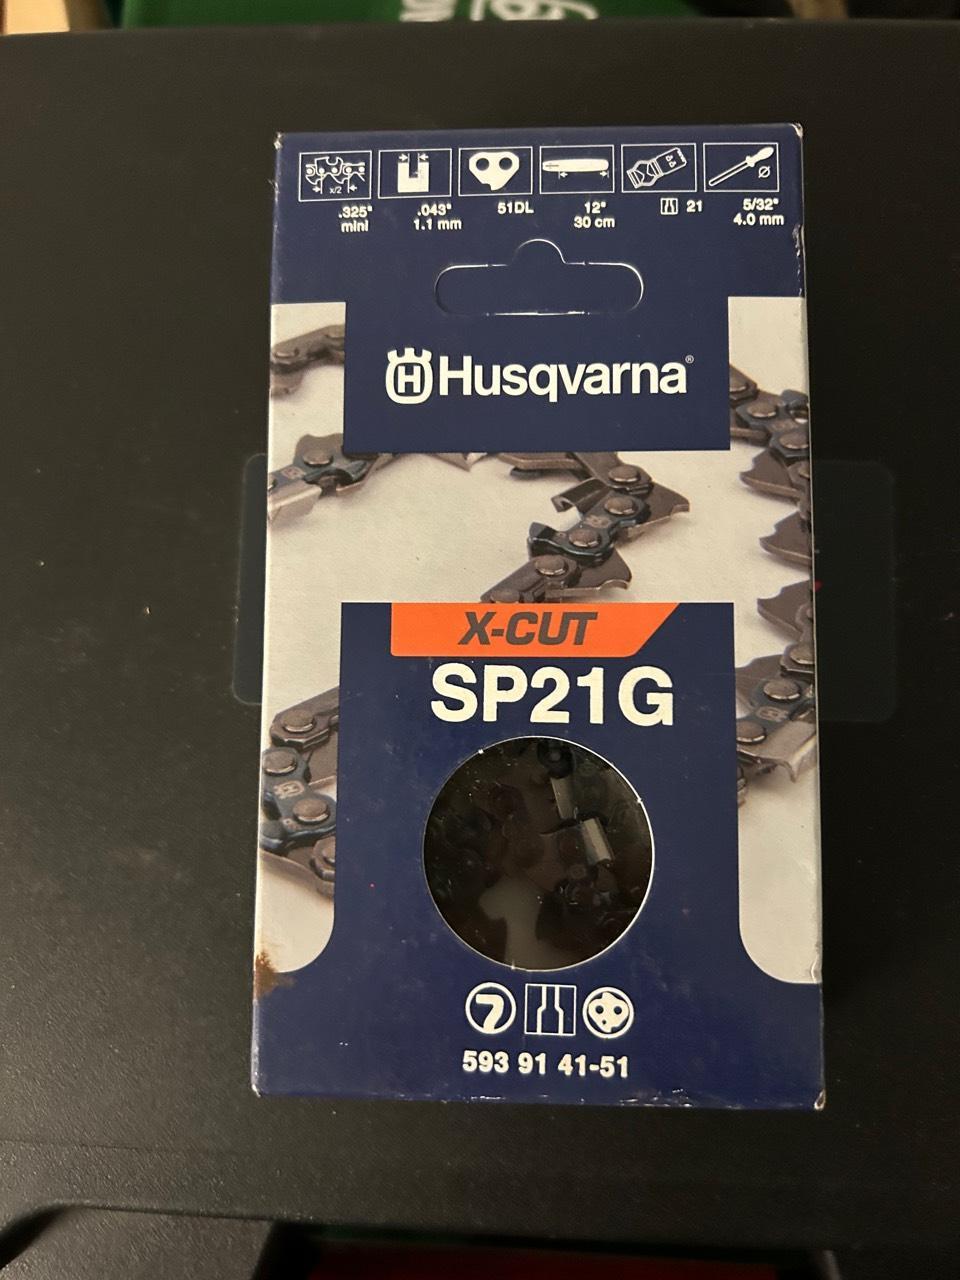 x/2
.325" mini
.043" 1.1 mm
51DL
12" 30 cm
21
5/32" 4.0 mm
Husqvarna®
X-CUT
SP21G
593 91 41-51